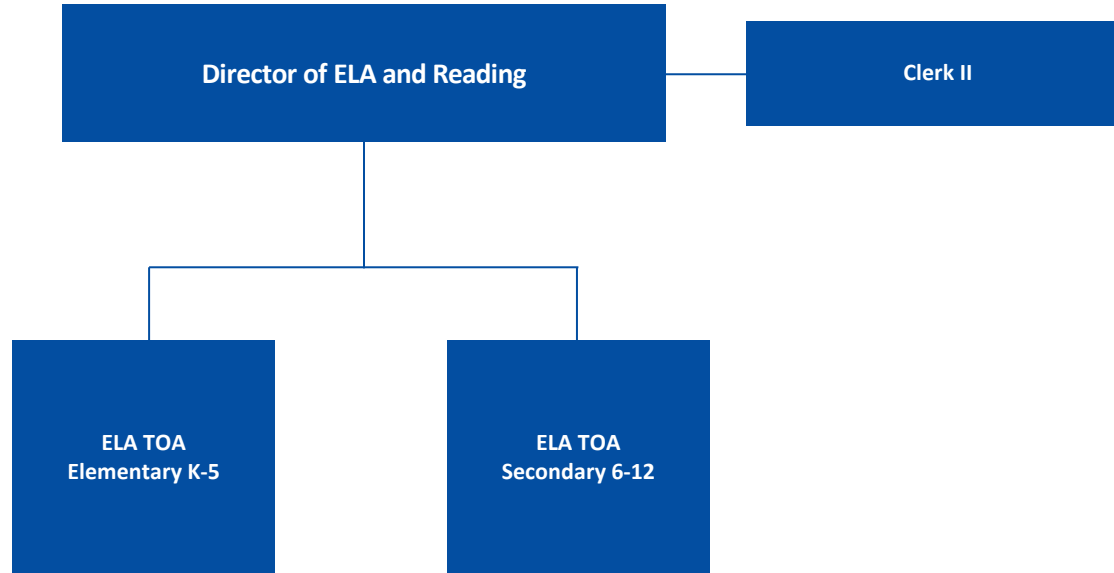 Director of ELA and Reading
Clerk II
ELA TOA
Elementary K-5
ELA TOA
Secondary 6-12